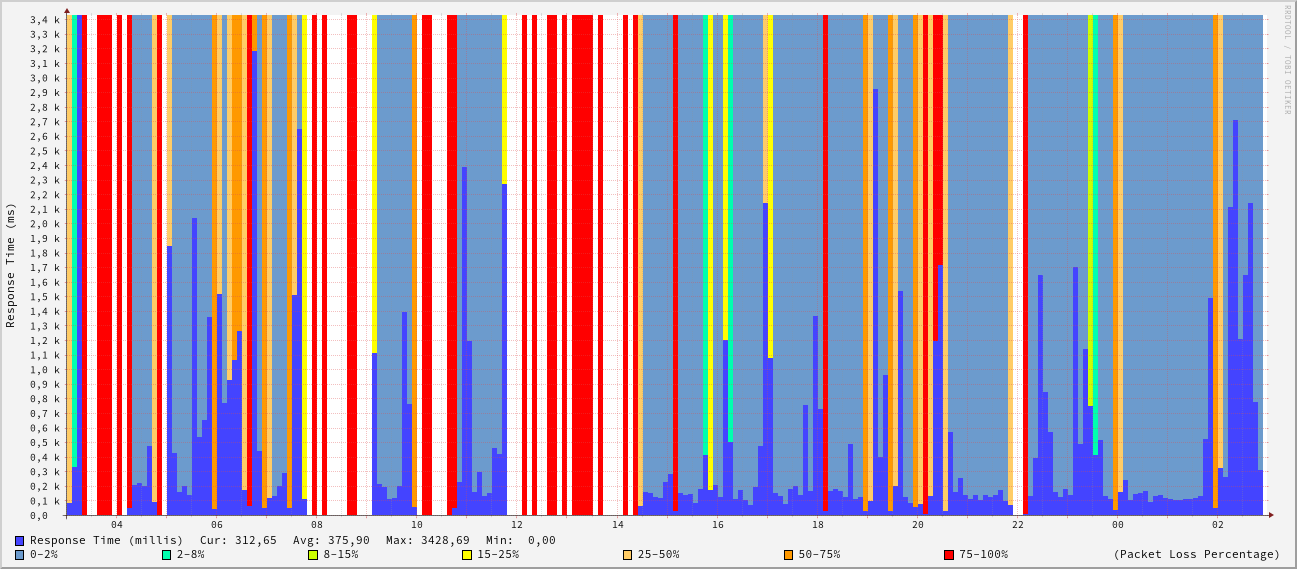 RRDTOOL / TOBI OETIKER
Response Time (ms)
3,4 k
3,3 k
3,2 k
3,1 k
3,0 k
2,9 k
2,8 k
2,7 k
2,6 k
2,5 k
2,4 k
2,3 k
2,2 k
2,1 k
2,0 k
1,9 k
1,8 k
1,7 k
1,6 k
1,5 k
1,4 k
1,3 k
1,2 k
1,1 k
1,0 k
0,9 k
0,8 k
0,7 k
0,6 k
0,5 k
0,4 k
0,3 k
0,2 k
0,1 k
0,0
04 06 08 10 12 14 16 18 20 22 00 02
Response Time (millis) Cur: 312,65 Avg: 375,90 Max: 3428,69 Min: 0,00
0-2% 2-8% 8-15% 15-25% 25-50% 50-75% 75-100% (Packet Loss Percentage)